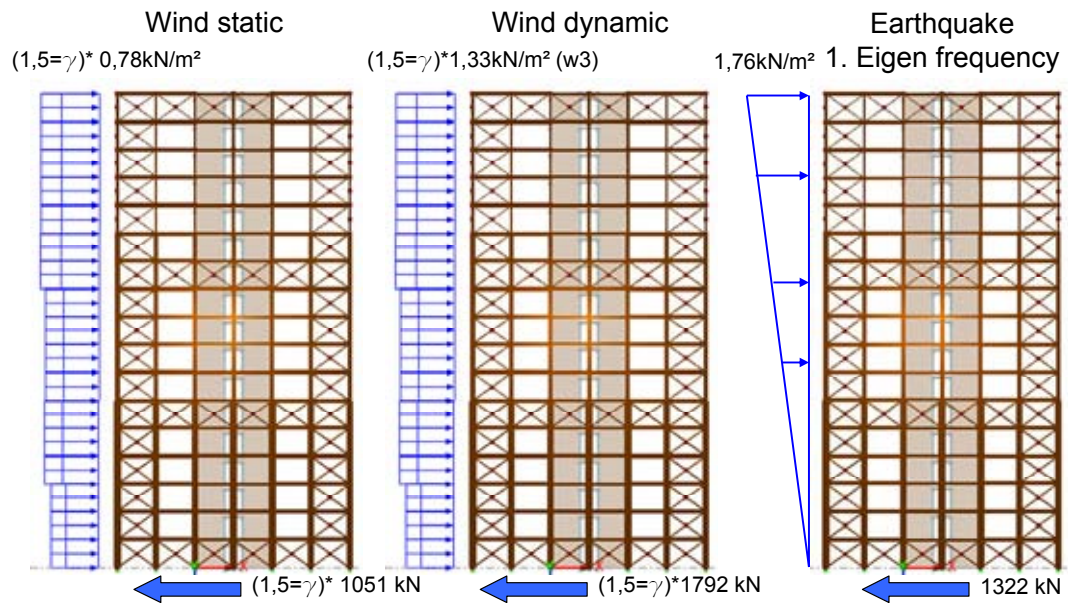 Wind static
(1,5=γ)* 0,78kN/m²
Wind dynamic
(1,5=γ)*1,33kN/m² (w3)
Earthquake
1. Eigen frequency
1,76kN/m²
(1,5=γ)* 1051 kN
(1,5=γ)*1792 kN
1322 kN